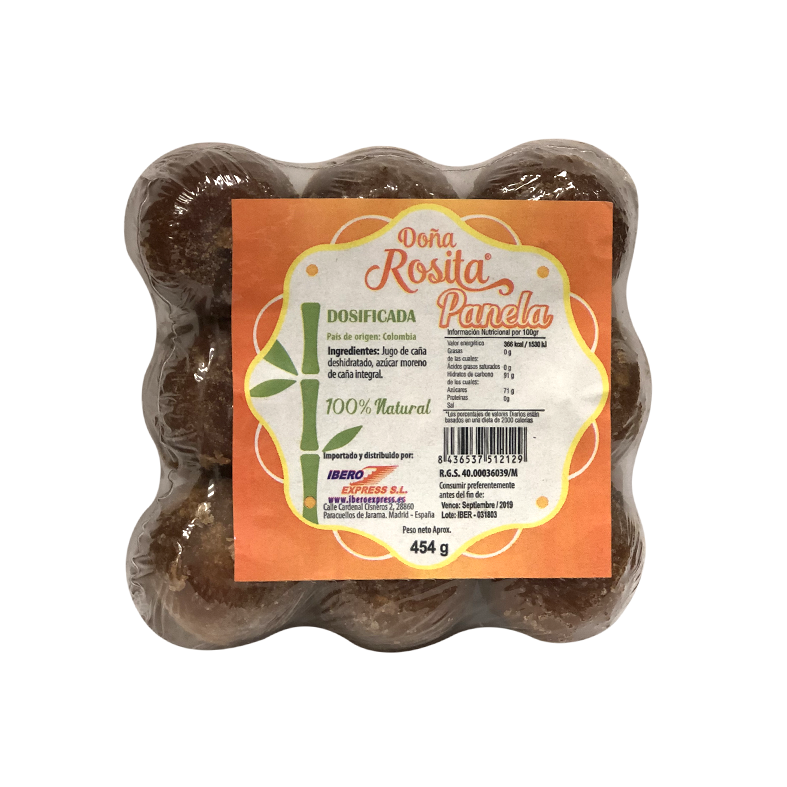 Doña
Rosita®
Panela
DOSIFICADA
País de origen: Colombia
Ingredientes: Jugo de caña
deshidratado, azúcar moreno
de caña integral.
100% Natural
Importado y distribuido por:
IBERO
EXPRESS S.L.
www.iberoexpress.es
Calle Cardenal Cisneros 2, 28860
Paracuellos de Jarama. Madrid - España
Información Nutricional por 100gr
Valor energético 366 kcal / 1530 kJ
Grasas 0 g
de las cuales:
Ácidos grasos saturados 0 g
Hidratos de carbono 91 g
de los cuales:
Azúcares 71 g
Proteínas 0g
Sal
*Los porcentajes de valores Diarios están
basados en una dieta de 2000 calorías
8 436537 512129
R.G.S. 40.00036039/M
Consumir preferentemente
antes del fin de:
Vence: Septiembre / 2019
Lote: IBER - 031803
Peso neto Aprox.
454 g